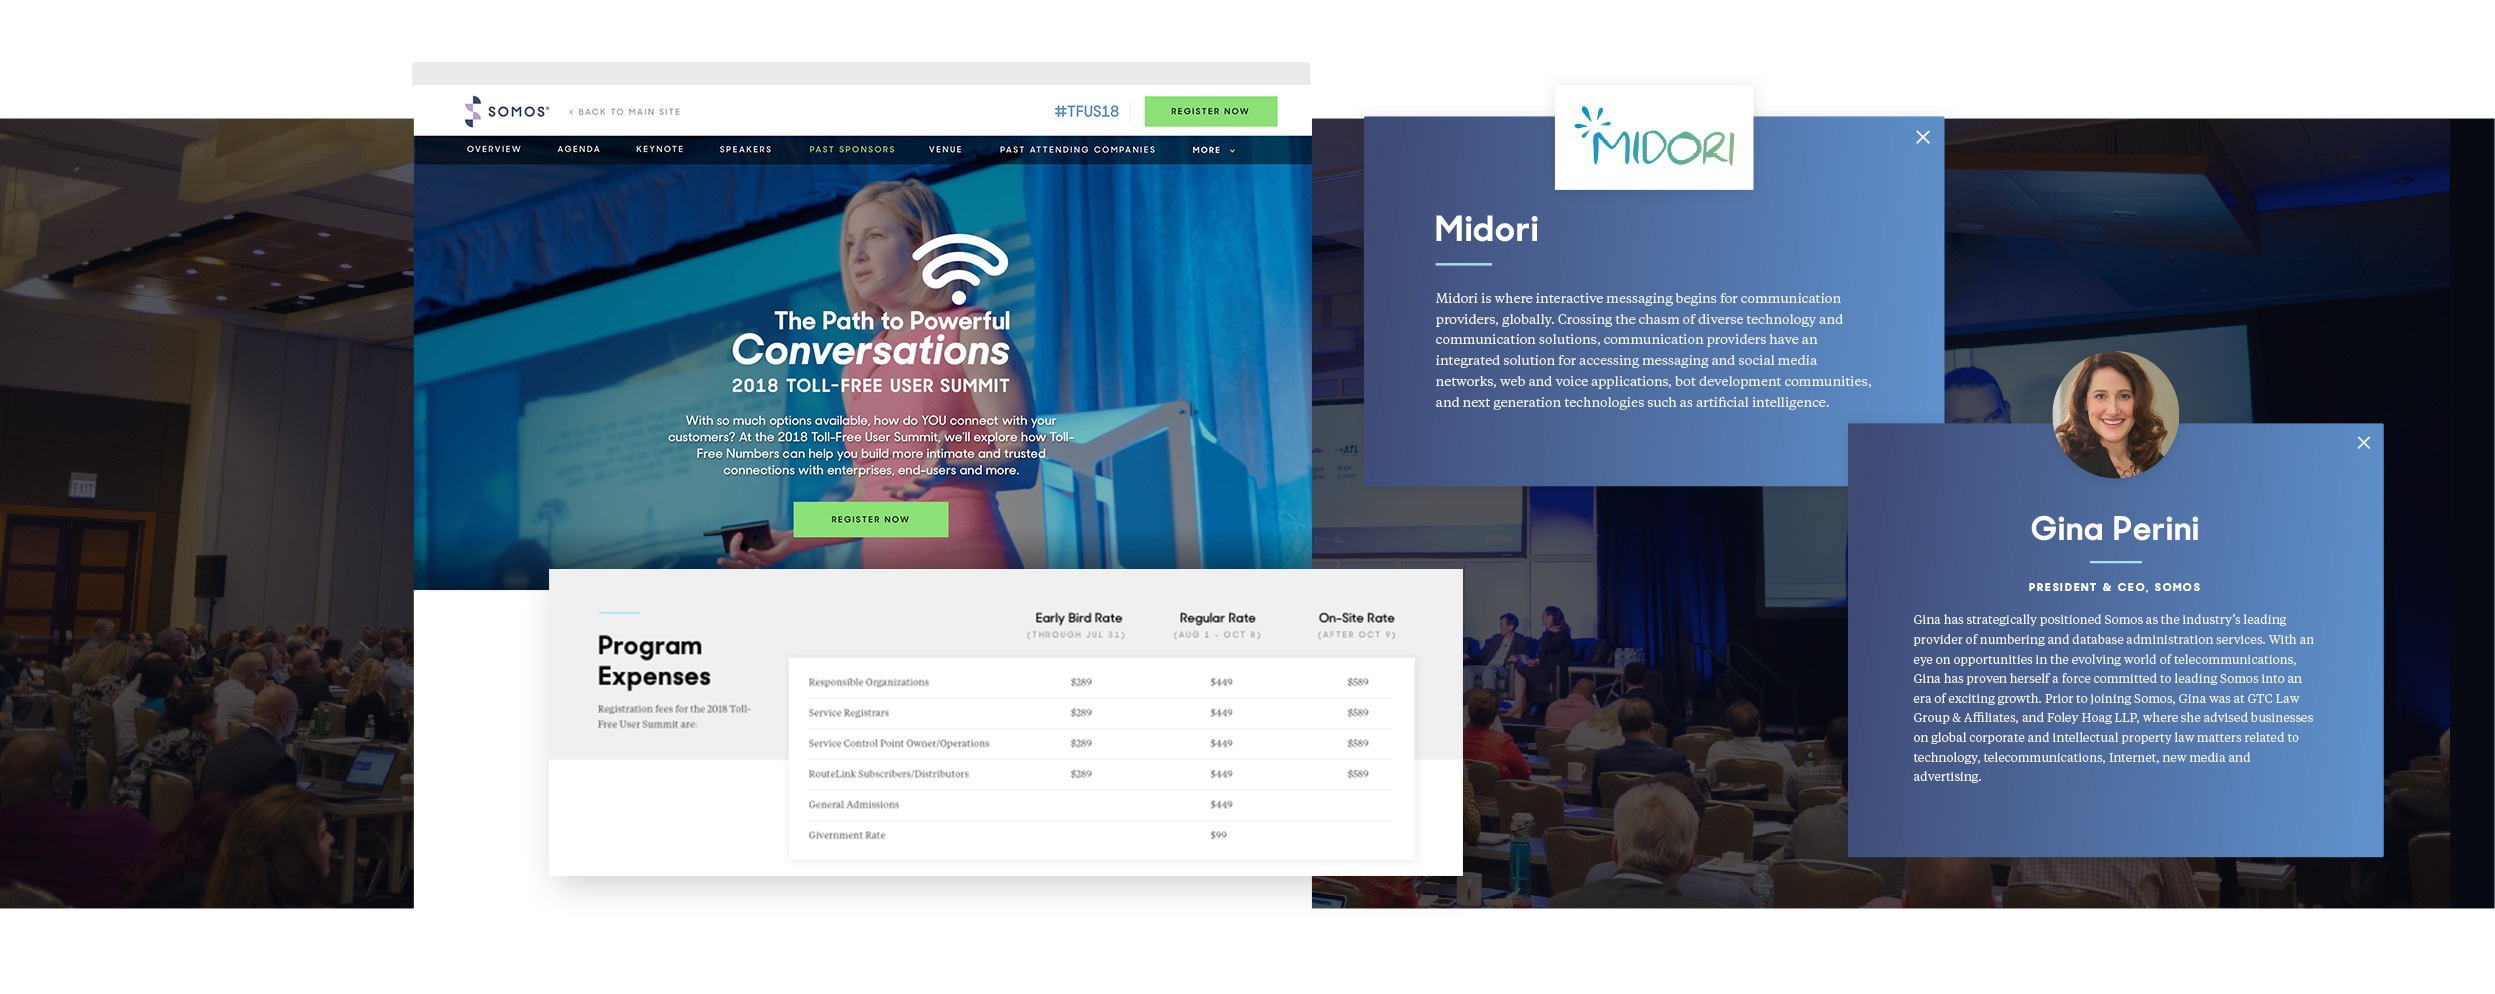 SOMOS®
< BACK TO MAIN SITE
#TFUS18
REGISTER NOW
OVERVIEW
AGENDA
KEYNOTE
SPEAKERS
PAST SPONSORS
VENUE
PAST ATTENDING COMPANIES
MORE
The Path to Powerful
Conversations
2018 TOLL-FREE USER SUMMIT
With so much options available, how do YOU connect with your
customers? At the 2018 Toll-Free User Summit, we'll explore how Toll-
Free Numbers can help you build more intimate and trusted
connections with enterprises, end-users and more.
REGISTER NOW
EXIT
Program
Expenses
Registration fees for the 2018 Toll-
Free User Summit are:
Early Bird Rate
(THROUGH JUL 31)
Regular Rate
(AUG 1 - OCT 8)
On-Site Rate
(AFTER OCT 9)
Responsible Organizations $289 $449 $589
Service Registrars $289 $449 $589
Service Control Point Owner/Operations $289 $449 $589
RouteLink Subscribers/Distributors $289 $449 $589
General Admissions $449
Givernment Rate $99
MIDORI
Midori
Midori is where interactive messaging begins for communication
providers, globally. Crossing the chasm of diverse technology and
communication solutions, communication providers have an
integrated solution for accessing messaging and social media
networks, web and voice applications, bot development communities,
and next generation technologies such as artificial intelligence.
ATL
Gina Perini
PRESIDENT & CEO, SOMOS
Gina has strategically positioned Somos as the industry's leading
provider of numbering and database administration services. With an
eye on opportunities in the evolving world of telecommunications,
Gina has proven herself a force committed to leading Somos into an
era of exciting growth. Prior to joining Somos, Gina was at GTC Law
Group & Affiliates, and Foley Hoag LLP, where she advised businesses
on global corporate and intellectual property law matters related to
technology, telecommunications, Internet, new media and
advertising.